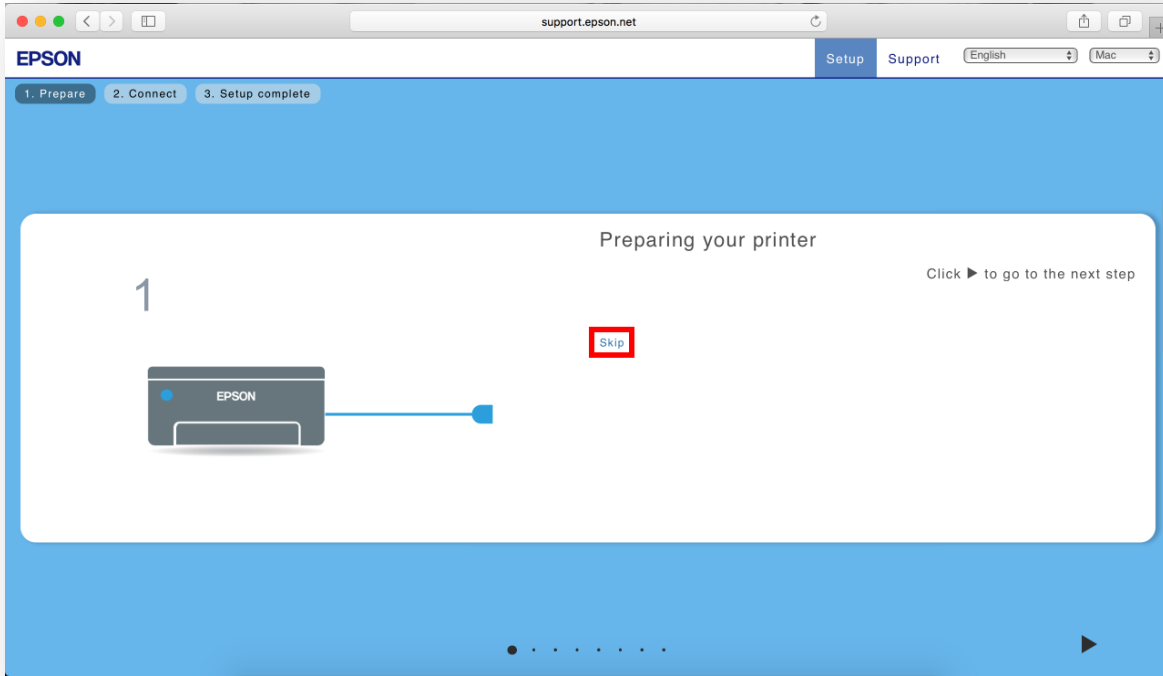 support.epson.net
EPSON
Setup
Support
English
Mac
1. Prepare
2. Connect
3. Setup complete
Preparing your printer
Click ▶ to go to the next step
1
Skip
EPSON